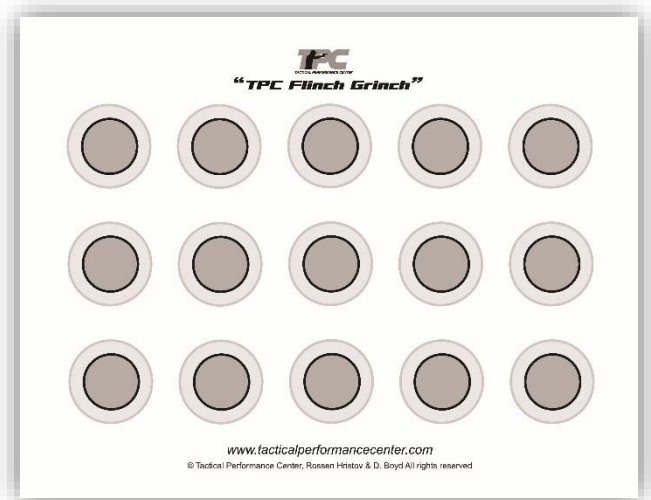 TPC
TACTICAL PERFORMANCE CENTER
“TPC Flinch Grinch”
www.tacticalperformancecenter.com
© Tactical Performance Center, Rossen Hristov & D. Boyd All rights reserved